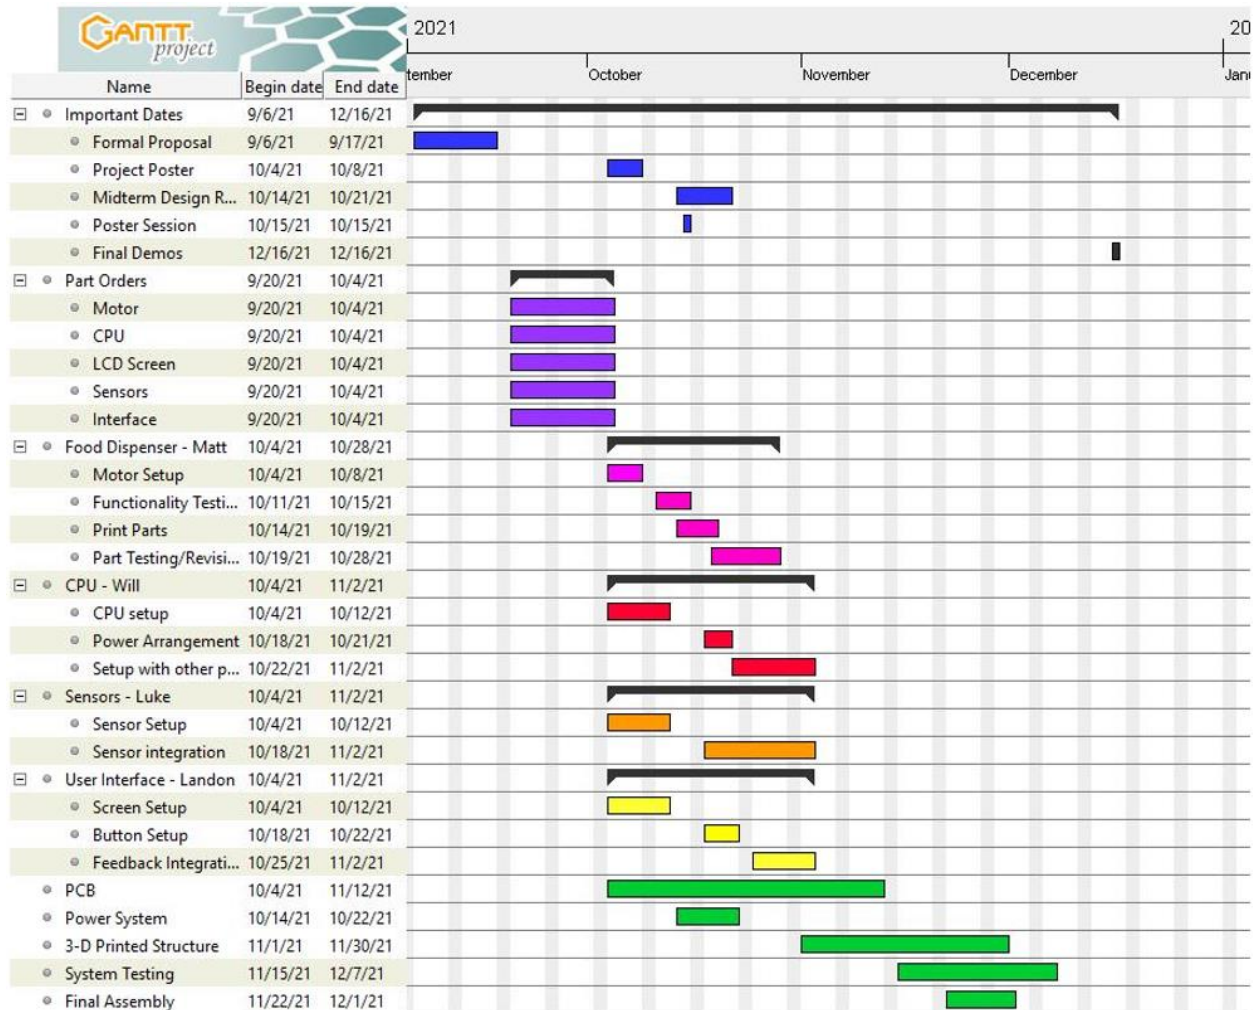 GANTT
project
2021 20
tember October November December Janu
Name Begin date End date
Important Dates 9/6/21 12/16/21
Formal Proposal 9/6/21 9/17/21
Project Poster 10/4/21 10/8/21
Midterm Design R... 10/14/21 10/21/21
Poster Session 10/15/21 10/15/21
Final Demos 12/16/21 12/16/21
Part Orders 9/20/21 10/4/21
Motor 9/20/21 10/4/21
CPU 9/20/21 10/4/21
LCD Screen 9/20/21 10/4/21
Sensors 9/20/21 10/4/21
Interface 9/20/21 10/4/21
Food Dispenser - Matt 10/4/21 10/28/21
Motor Setup 10/4/21 10/8/21
Functionality Testi... 10/11/21 10/15/21
Print Parts 10/14/21 10/19/21
Part Testing/Revisi... 10/19/21 10/28/21
CPU - Will 10/4/21 11/2/21
CPU setup 10/4/21 10/12/21
Power Arrangement 10/18/21 10/21/21
Setup with other p... 10/22/21 11/2/21
Sensors - Luke 10/4/21 11/2/21
Sensor Setup 10/4/21 10/12/21
Sensor integration 10/18/21 11/2/21
User Interface - Landon 10/4/21 11/2/21
Screen Setup 10/4/21 10/12/21
Button Setup 10/18/21 10/22/21
Feedback Integrati... 10/25/21 11/2/21
PCB 10/4/21 11/12/21
Power System 10/14/21 10/22/21
3-D Printed Structure 11/1/21 11/30/21
System Testing 11/15/21 12/7/21
Final Assembly 11/22/21 12/1/21